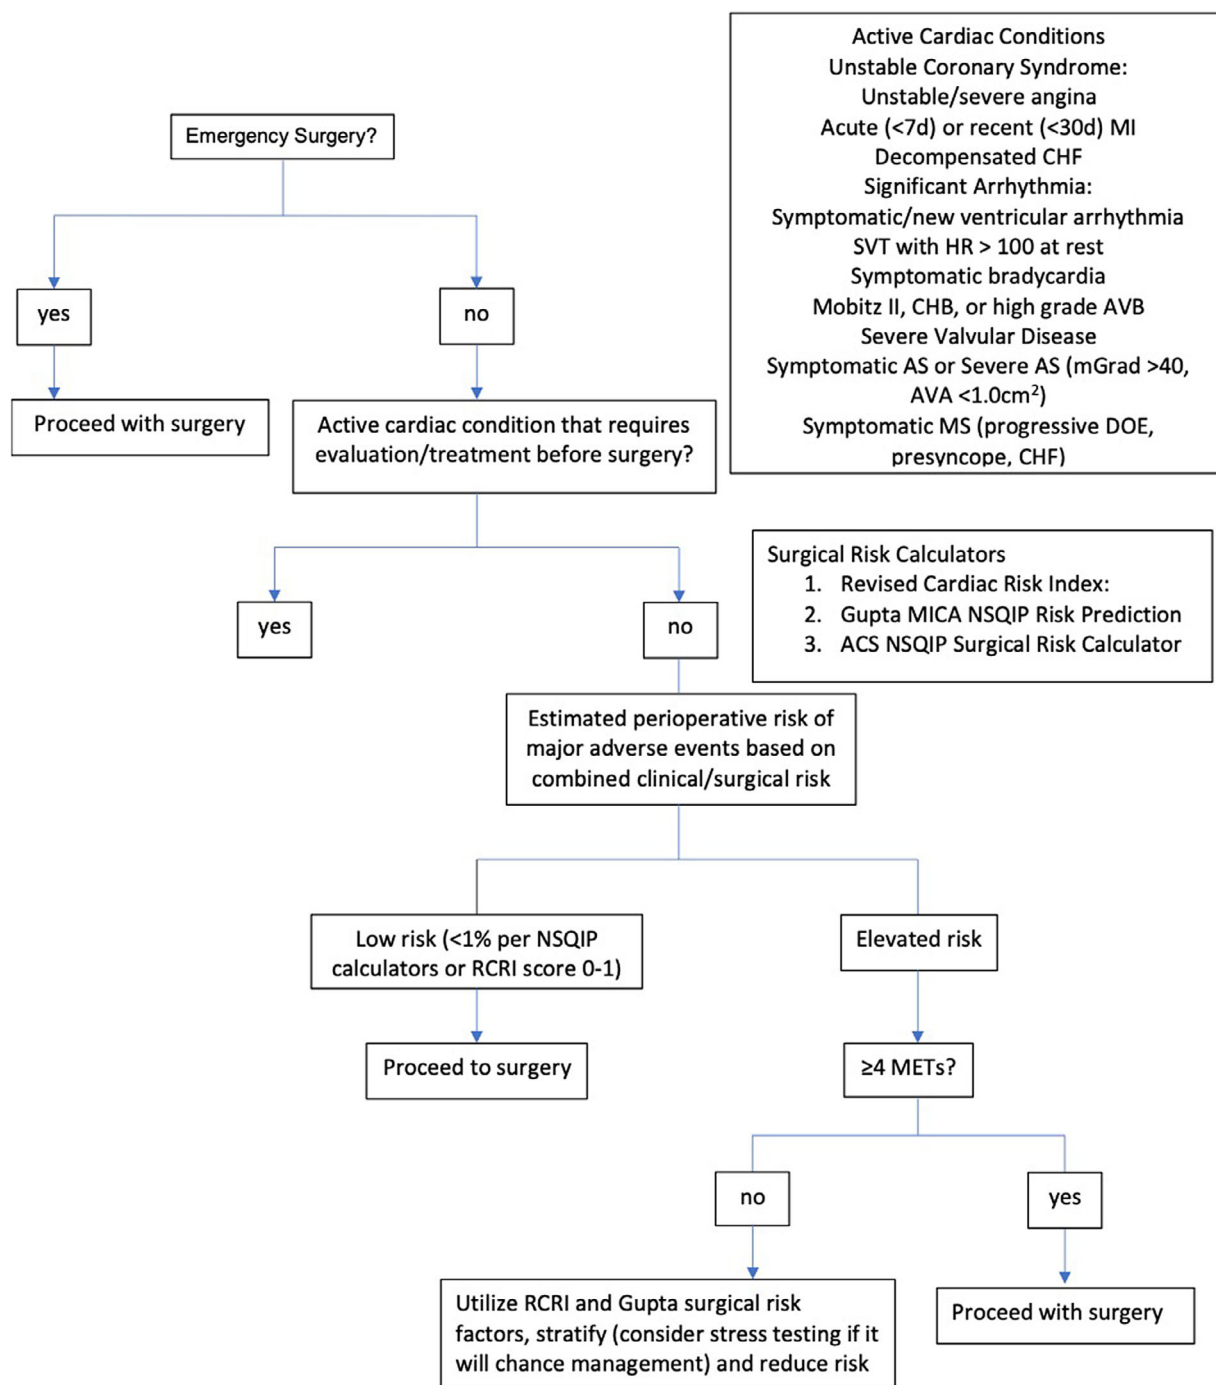 Active Cardiac Conditions
Unstable Coronary Syndrome:
Unstable/severe angina
Acute (<7d) or recent (<30d) MI
Decompensated CHF
Significant Arrhythmia:
Symptomatic/new ventricular arrhythmia
SVT with HR > 100 at rest
Symptomatic bradycardia
Mobitz II, CHB, or high grade AVB
Severe Valvular Disease
Symptomatic AS or Severe AS (mGrad >40,
AVA <1.0cm²)
Symptomatic MS (progressive DOE,
presyncope, CHF)
Emergency Surgery?
yes
no
Proceed with surgery
Active cardiac condition that requires
evaluation/treatment before surgery?
Surgical Risk Calculators
1. Revised Cardiac Risk Index:
2. Gupta MICA NSQIP Risk Prediction
3. ACS NSQIP Surgical Risk Calculator
yes
no
Estimated perioperative risk of
major adverse events based on
combined clinical/surgical risk
Low risk (<1% per NSQIP
calculators or RCRI score 0-1)
Elevated risk
Proceed to surgery
≥4 METs?
no
yes
Utilize RCRI and Gupta surgical risk
factors, stratify (consider stress testing if it
will chance management) and reduce risk
Proceed with surgery